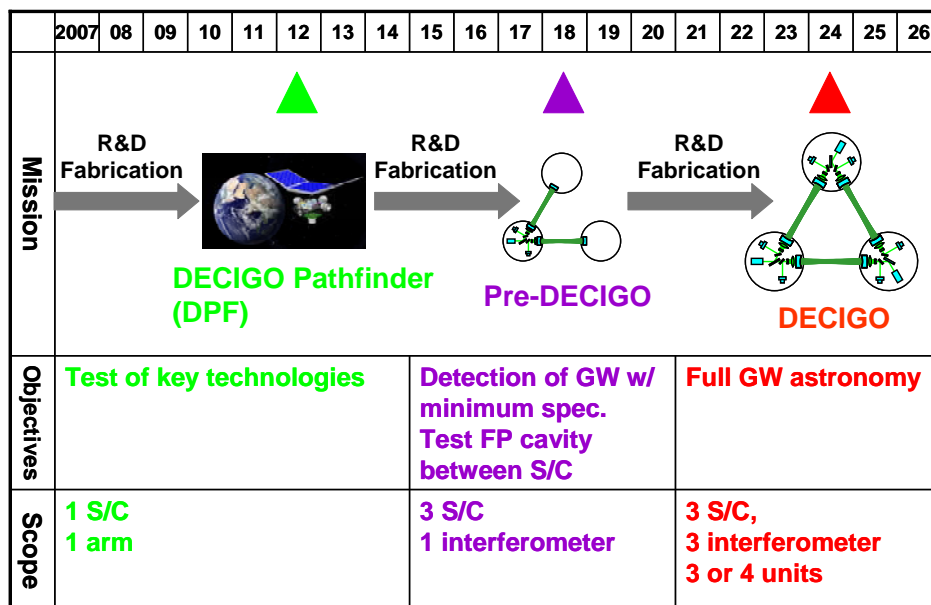 2007 08 09 10 11 12 13 14 15 16 17 18 19 20 21 22 23 24 25 26
Mission
R&D
Fabrication
R&D
Fabrication
R&D
Fabrication
DECIGO Pathfinder
(DPF)
Pre-DECIGO
DECIGO
Objectives
Test of key technologies
Detection of GW w/
minimum spec.
Test FP cavity
between S/C
Full GW astronomy
Scope
1 S/C
1 arm
3 S/C
1 interferometer
3 S/C,
3 interferometer
3 or 4 units